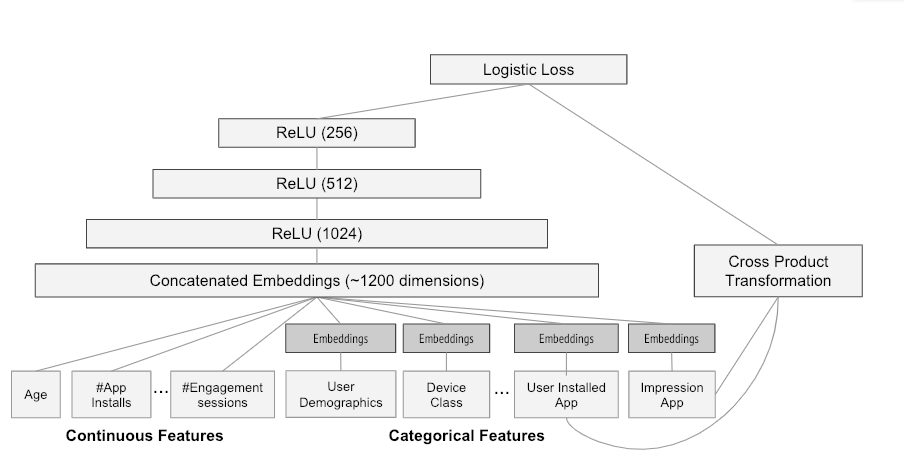 Logistic Loss
ReLU (256)
ReLU (512)
ReLU (1024)
Cross Product
Transformation
Concatenated Embeddings (~1200 dimensions)
Embeddings
Embeddings
Embeddings
Embeddings
Age
#App
Installs
...
#Engagement
sessions
User
Demographics
Device
Class
...
User Installed
App
Impression
App
Continuous Features
Categorical Features